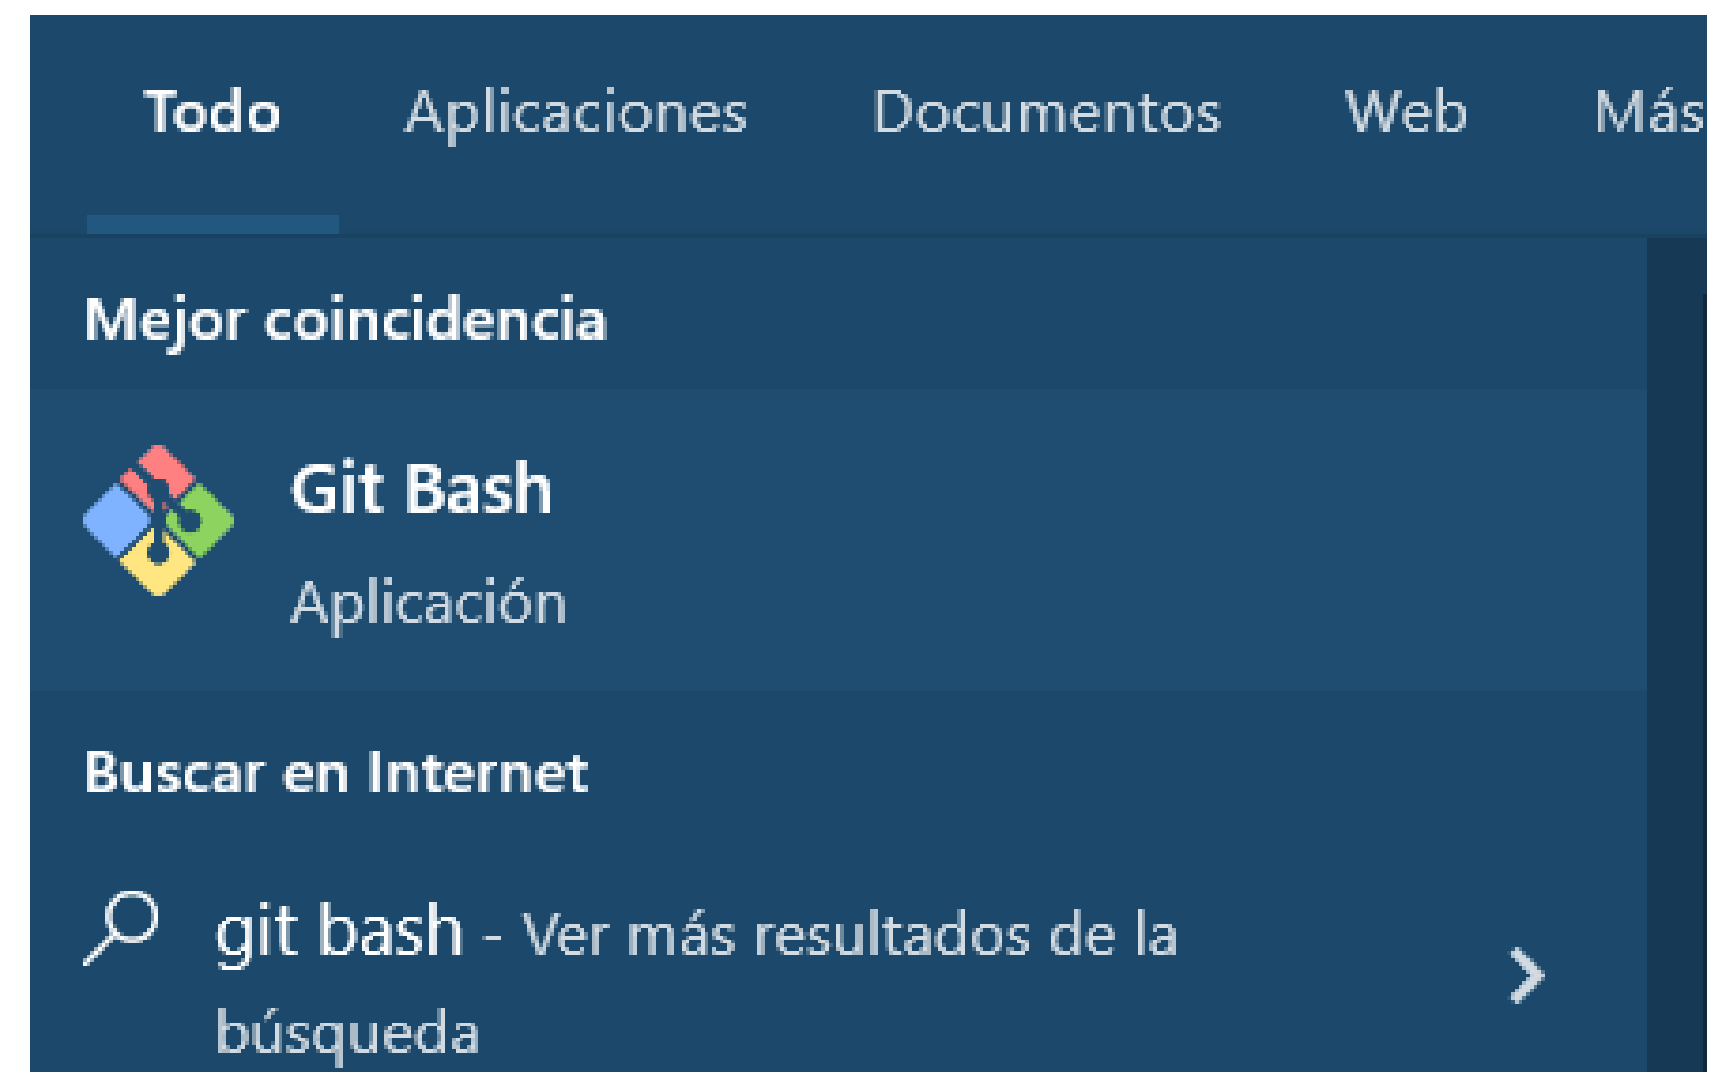 Todo Aplicaciones Documentos Web Más
Mejor coincidencia
Git Bash
Aplicación
Buscar en Internet
git bash - Ver más resultados de la
búsqueda